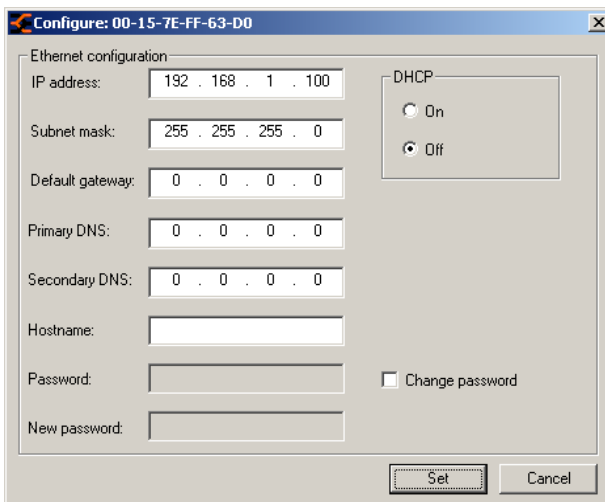 Configure: 00-15-7E-FF-63-D0
Ethernet configuration
IP address: 192 . 168 . 1 . 100
DHCP
On
Subnet mask: 255 . 255 . 255 . 0
Off
Default gateway: 0 . 0 . 0 . 0
Primary DNS: 0 . 0 . 0 . 0
Secondary DNS: 0 . 0 . 0 . 0
Hostname:
Password:
Change password
New password:
Set Cancel